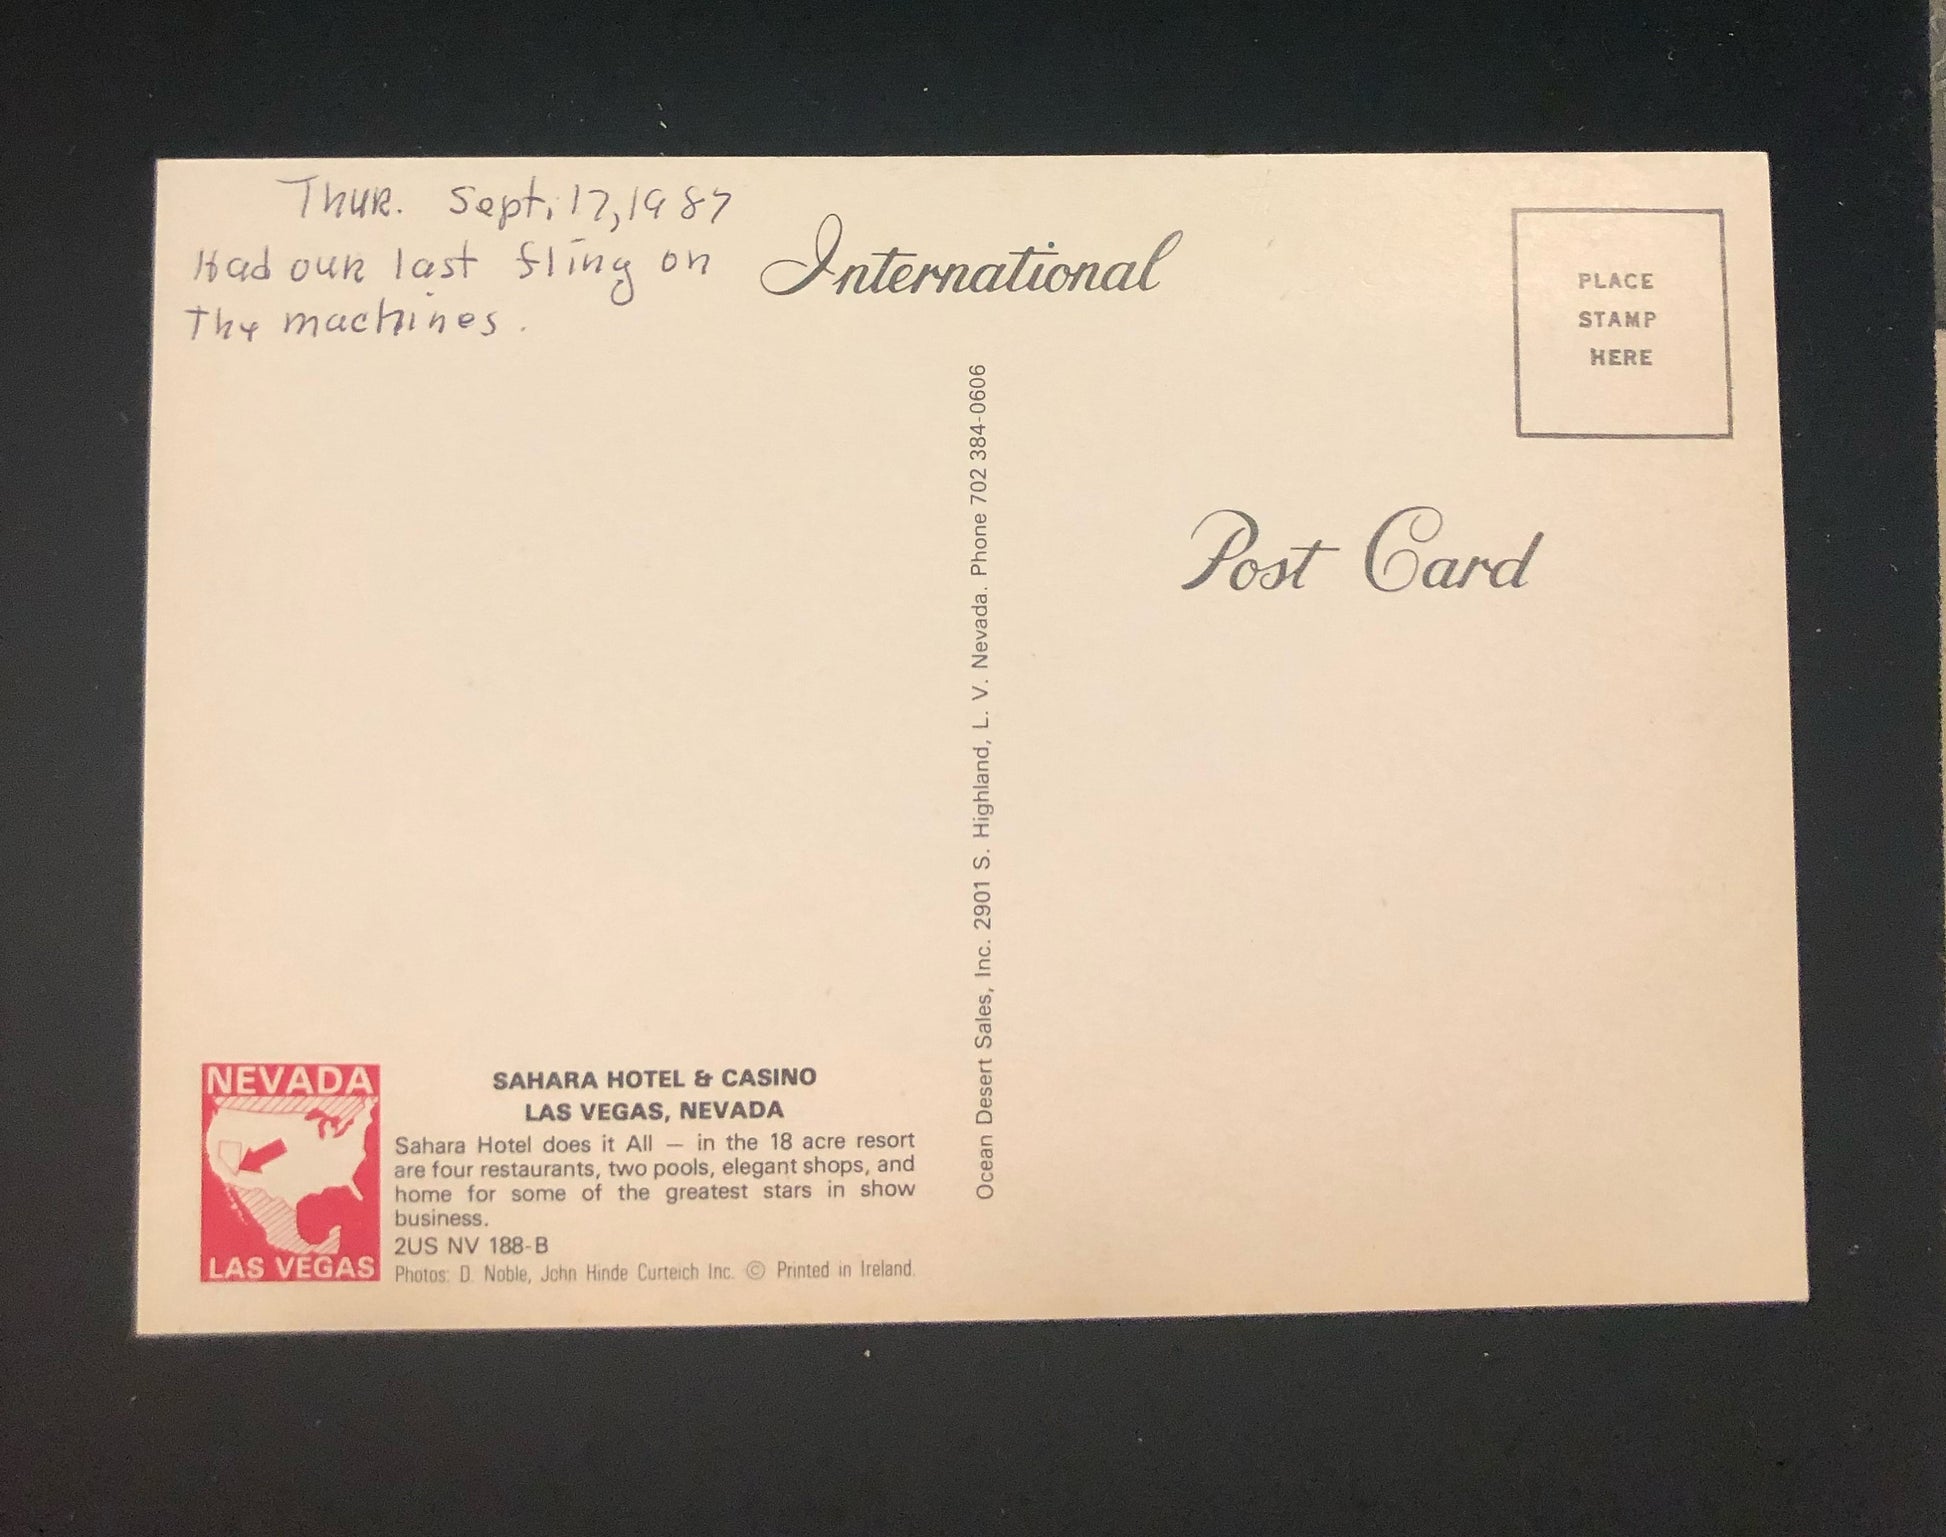 Thur. Sept, 17, 1987
Had our last fling on
The machines.
International
PLACE
STAMP
HERE
Post Card
Ocean Desert Sales, Inc. 2901 S. Highland, L. V. Nevada. Phone 702 384-0606
NEVADA
LAS VEGAS
SAHARA HOTEL & CASINO
LAS VEGAS, NEVADA
Sahara Hotel does it All — in the 18 acre resort
are four restaurants, two pools, elegant shops, and
home for some of the greatest stars in show
business.
2US NV 188-B
Photos: D. Noble, John Hinde Curteich Inc. © Printed in Ireland.